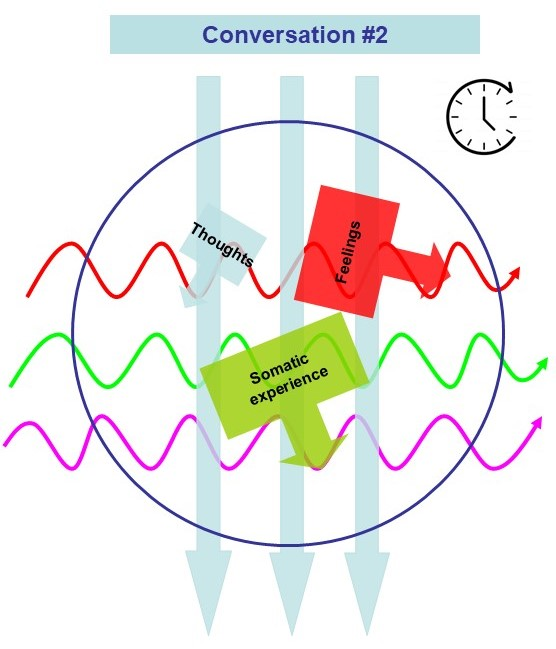 Conversation #2
Thoughts
Feelings
Somatic
experience